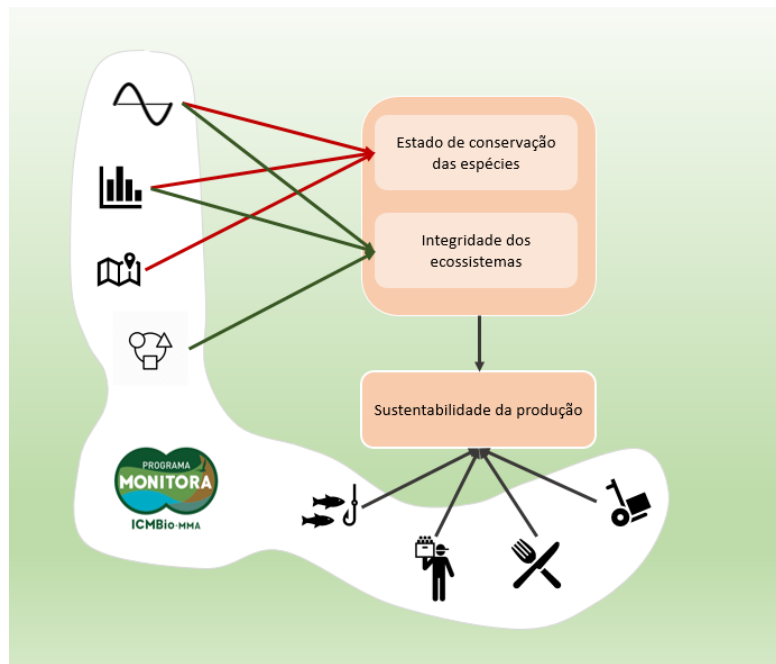 Estado de conservação
das espécies
Integridade dos
ecossistemas
Sustentabilidade da produção
PROGRAMA
MONITORA
ICMBio·MMA